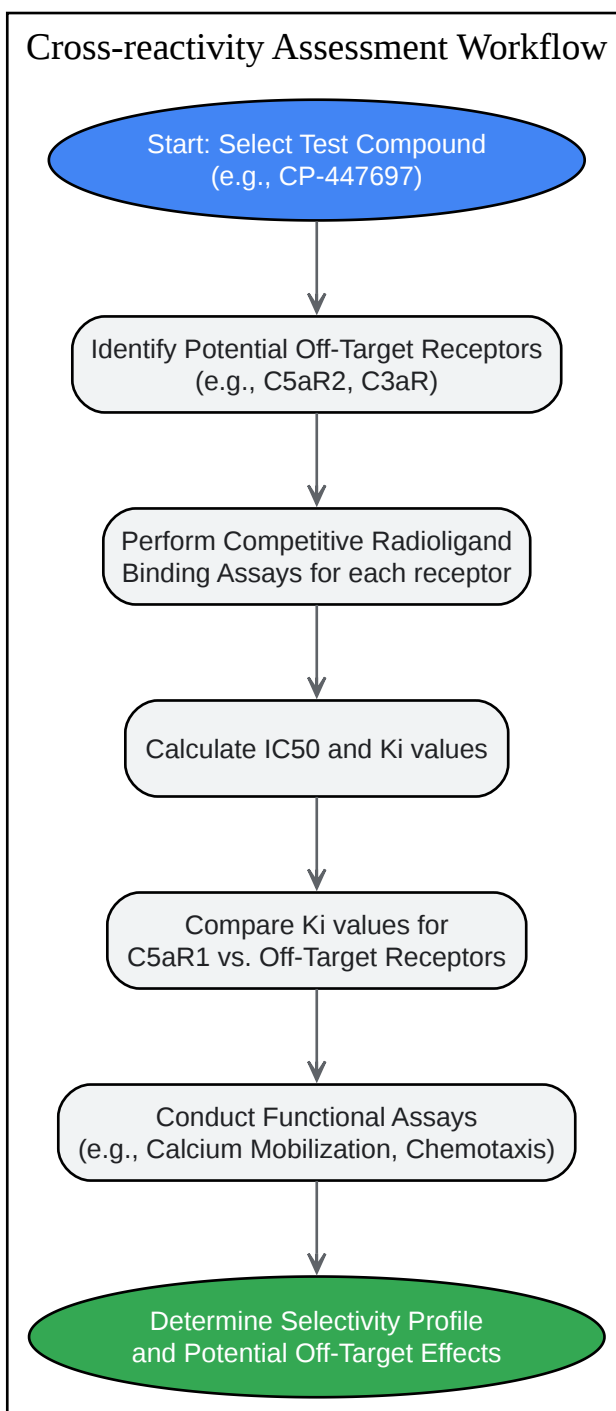 Cross-reactivity Assessment Workflow
Start: Select Test Compound
(e.g., CP-447697)
Identify Potential Off-Target Receptors
(e.g., C5aR2, C3aR)
Perform Competitive Radioligand
Binding Assays for each receptor
Calculate IC50 and Ki values
Compare Ki values for
C5aR1 vs. Off-Target Receptors
Conduct Functional Assays
(e.g., Calcium Mobilization, Chemotaxis)
Determine Selectivity Profile
and Potential Off-Target Effects